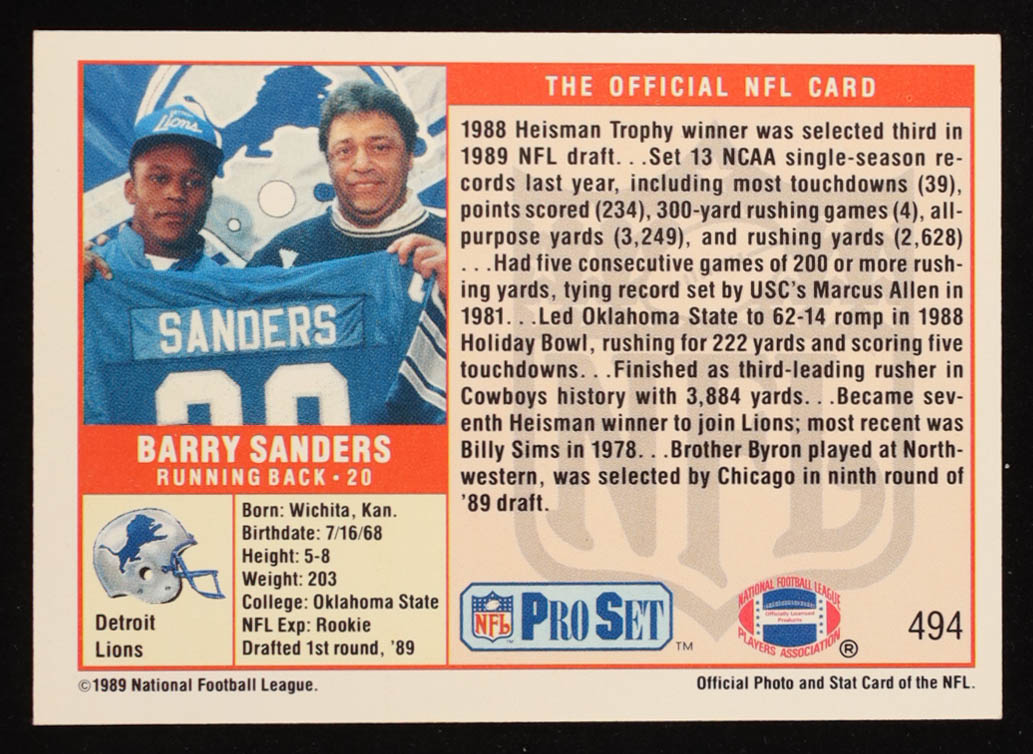 Lions
SANDERS
20
BARRY SANDERS
RUNNING BACK • 20
Detroit
Lions
Born: Wichita, Kan.
Birthdate: 7/16/68
Height: 5-8
Weight: 203
College: Oklahoma State
NFL Exp: Rookie
Drafted 1st round, '89
©1989 National Football League.
THE OFFICIAL NFL CARD
1988 Heisman Trophy winner was selected third in
1989 NFL draft. . .Set 13 NCAA single-season re-
cords last year, including most touchdowns (39),
points scored (234), 300-yard rushing games (4), all-
purpose yards (3,249), and rushing yards (2,628)
. . .Had five consecutive games of 200 or more rush-
ing yards, tying record set by USC's Marcus Allen in
1981. . .Led Oklahoma State to 62-14 romp in 1988
Holiday Bowl, rushing for 222 yards and scoring five
touchdowns. . .Finished as third-leading rusher in
Cowboys history with 3,884 yards. . .Became sev-
enth Heisman winner to join Lions; most recent was
Billy Sims in 1978. . .Brother Byron played at North-
western, was selected by Chicago in ninth round of
'89 draft.
NFL
NFL PRO SET TM
NATIONAL FOOTBALL LEAGUE
Officially Licensed
Products
PLAYERS ASSOCIATION ®
494
Official Photo and Stat Card of the NFL.